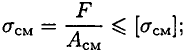 σсм = F / Aсм ⩽ [σсм];